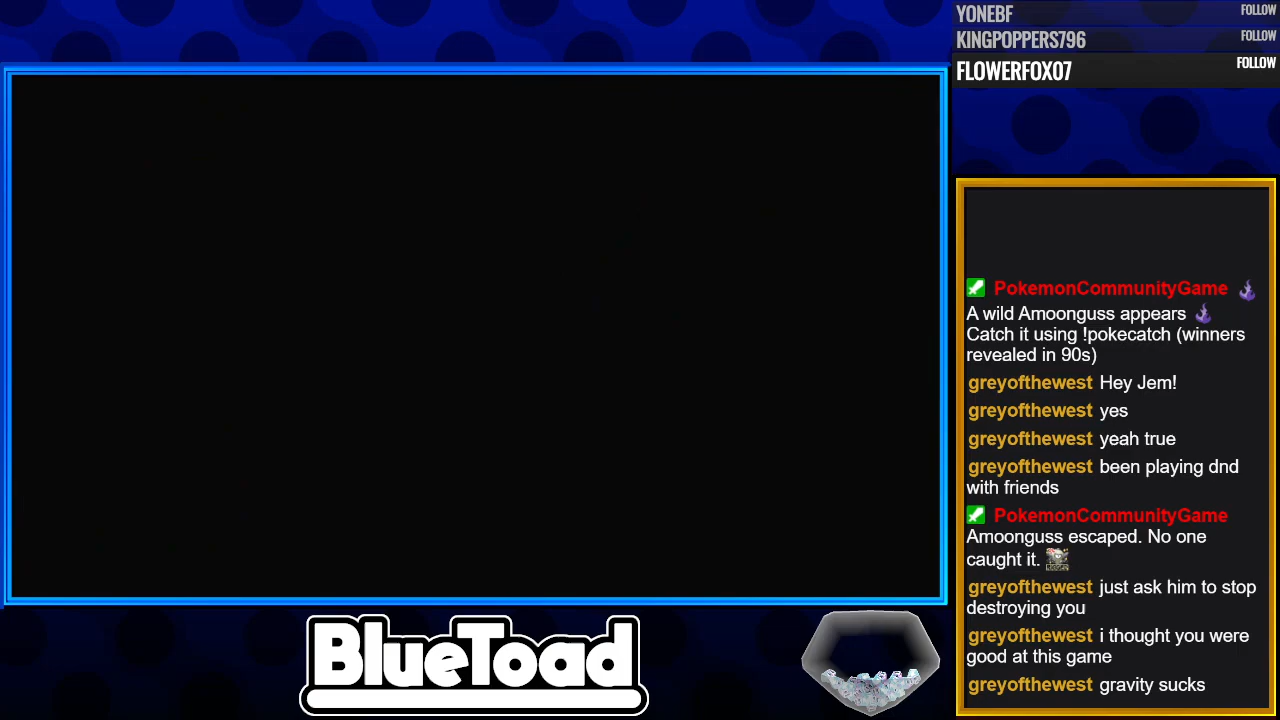 YONEBF FOLLOW
KINGPOPPERS796 FOLLOW
FLOWERFOX07 FOLLOW
PokemonCommunityGame
A wild Amoonguss appears
Catch it using !pokecatch (winners
revealed in 90s)
greyofthewest Hey Jem!
greyofthewest yes
greyofthewest yeah true
greyofthewest been playing dnd
with friends
PokemonCommunityGame
Amoonguss escaped. No one
caught it.
greyofthewest just ask him to stop
destroying you
greyofthewest i thought you were
good at this game
greyofthewest gravity sucks
BlueToad